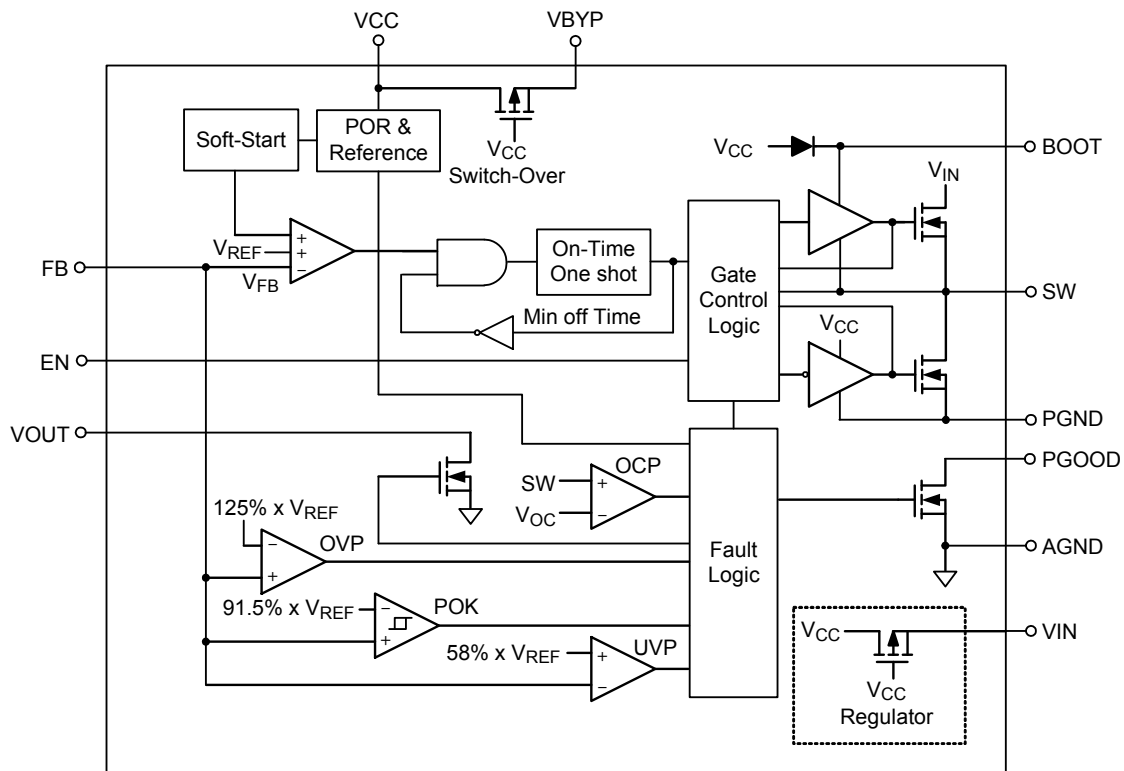 VCC
VBYP
Soft-Start
POR &
Reference
VCC
Switch-Over
VCC
BOOT
VIN
+
VREF
+
−
VFB
FB
On-Time
One shot
Gate
Control
Logic
SW
Min off Time
VCC
EN
PGND
VOUT
PGOOD
OCP
SW
+
VOC
−
125% x VREF
−
OVP
+
Fault
Logic
AGND
91.5% x VREF
−
POK
+
58% x VREF
+
UVP
−
VCC
VIN
VCC
Regulator